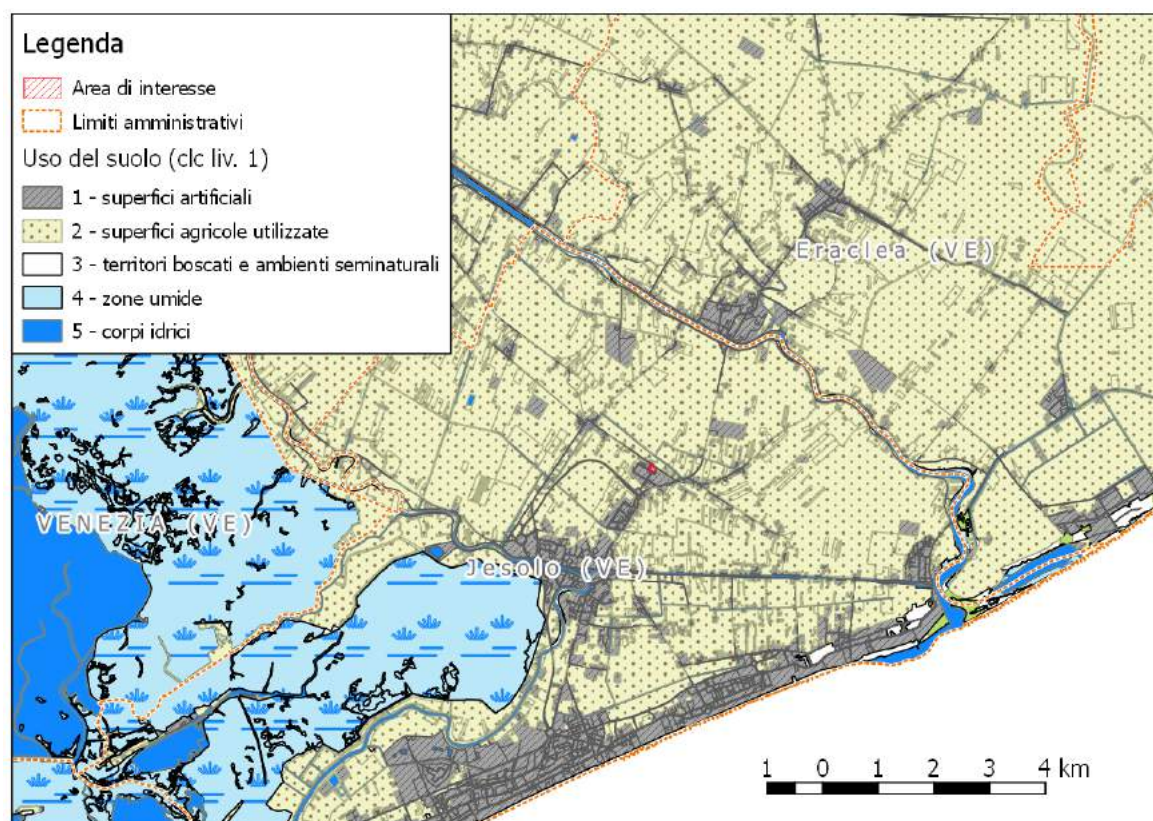 Legenda
Area di interesse
Limiti amministrativi
Uso del suolo (clc liv. 1)
1 - superfici artificiali
2 - superfici agricole utilizzate
3 - territori boscati e ambienti seminaturali
4 - zone umide
5 - corpi idrici
Eraclea (VE)
VENEZIA (VE)
Jesolo (VE)
1 0 1 2 3 4 km